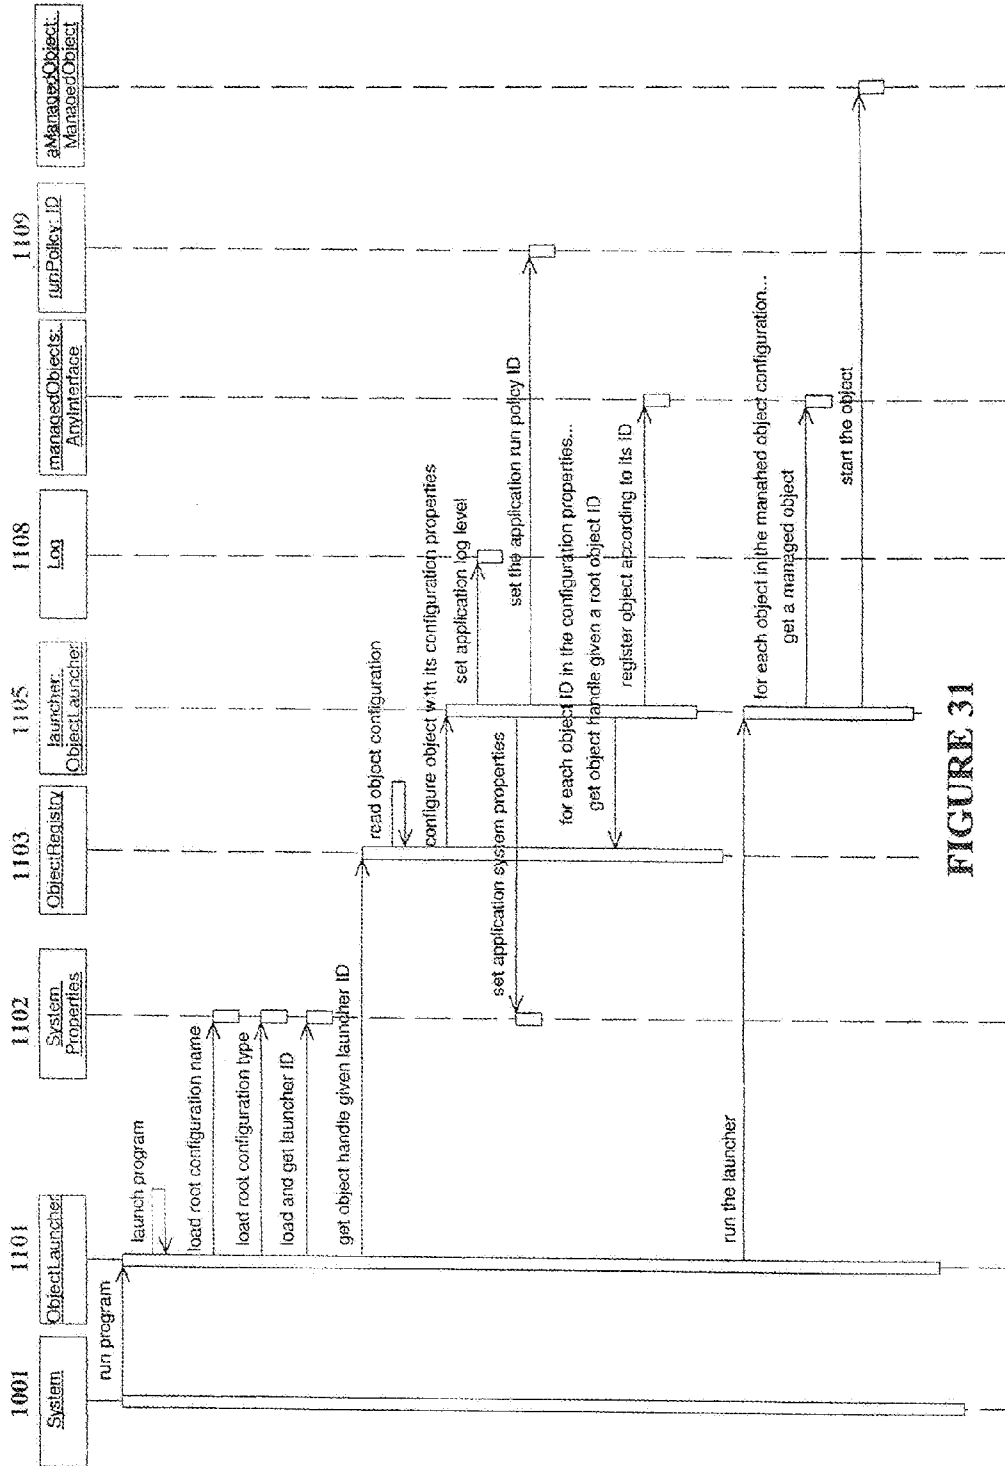 1001
System
1101
ObjectLauncher
1102
System
Properties
1103
ObjectRegistry
1105
launcher:
ObjectLauncher
1108
Log
managedObjects:
AnyInterface
1109
runPolicy: ID
aManagedObject:
ManagedObject
run program
launch program
load root configuration name
load root configuration type
load and get launcher ID
get object handle given launcher ID
read object configuration
configure object with its configuration properties
set application log level
set application system properties
set the application run policy ID
for each object ID in the configuration properties...
get object handle given a root object ID
register object according to its ID
run the launcher
for each object in the manahed object configuration...
get a managed object
start the object
FIGURE 31